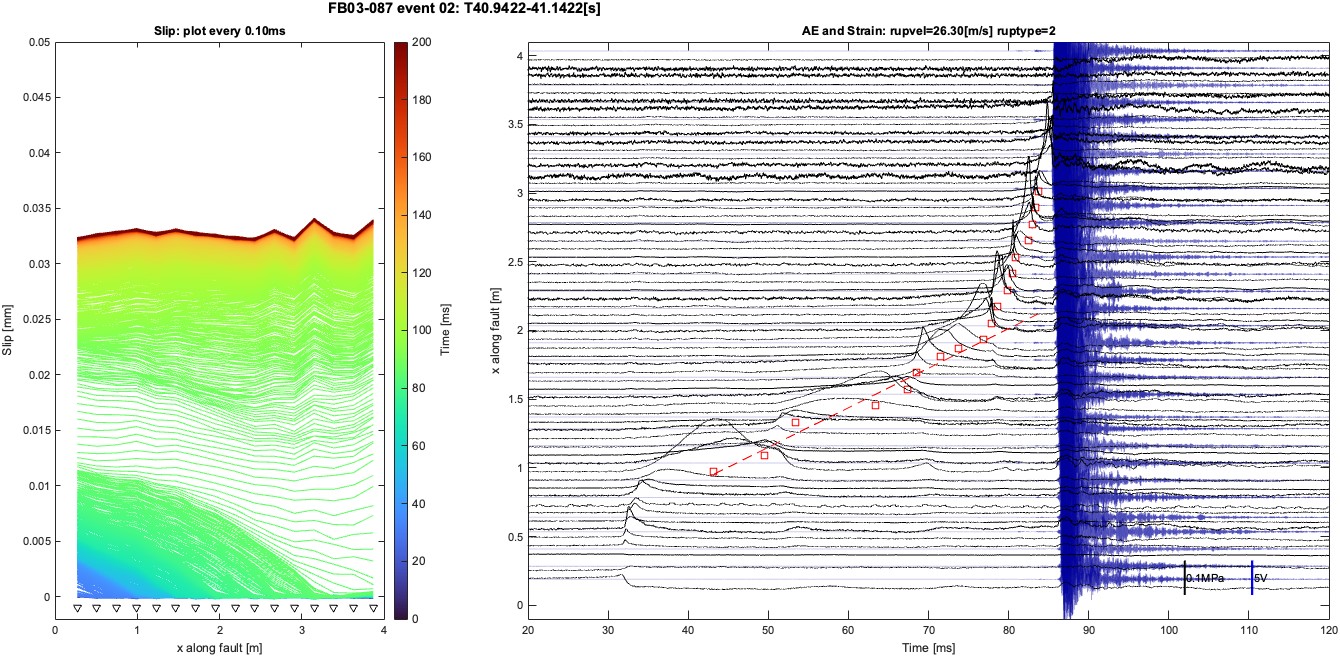 FB03-087 event 02: T40.9422-41.1422[s]
Slip: plot every 0.10ms
0.05
0.045
0.04
0.035
0.03
0.025
0.02
0.015
0.01
0.005
0
Slip [mm]
0 1 2 3 4
x along fault [m]
200
180
160
140
120
100
80
60
40
20
0
Time [ms]
AE and Strain: rupvel=26.30[m/s] ruptype=2
4
3.5
3
2.5
2
1.5
1
0.5
0
x along fault [m]
0.1MPa 5V
20 30 40 50 60 70 80 90 100 110 120
Time [ms]